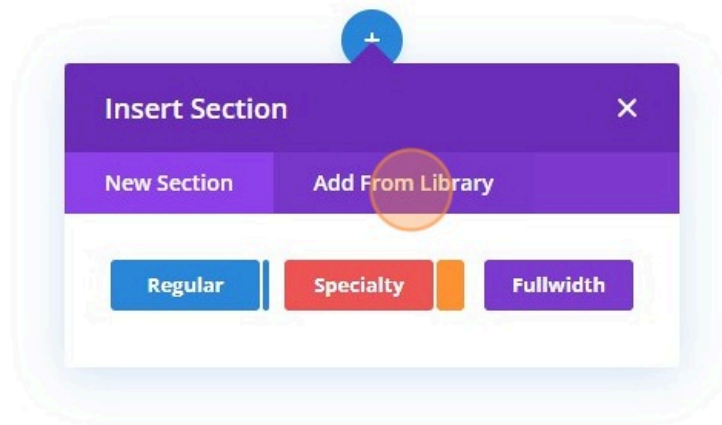 +
Insert Section ×
New Section Add From Library
Regular Specialty Fullwidth